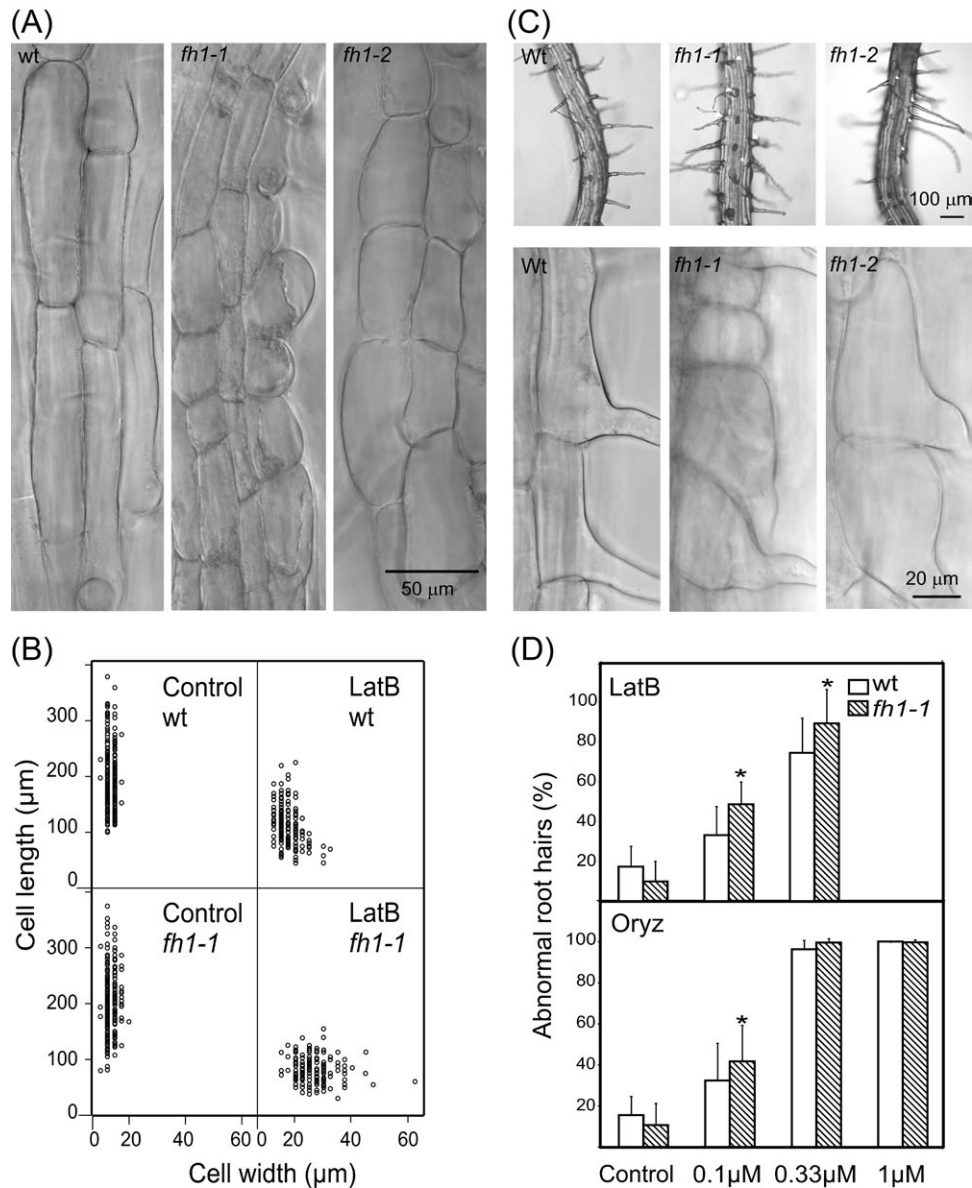 (A)
wt
fh1-1
fh1-2
50 µm
(C)
Wt
fh1-1
fh1-2
100 µm
Wt
fh1-1
fh1-2
20 µm
(B)
Cell length (µm)
Control
wt
LatB
wt
300
200
100
0
Control
fh1-1
LatB
fh1-1
300
200
100
0
0 20 40 60 0 20 40 60
Cell width (µm)
(D)
Abnormal root hairs (%)
LatB
wt
fh1-1
100
80
60
40
20
* *
Oryz
100
80
60
40
20
*
Control 0.1µM 0.33µM 1µM